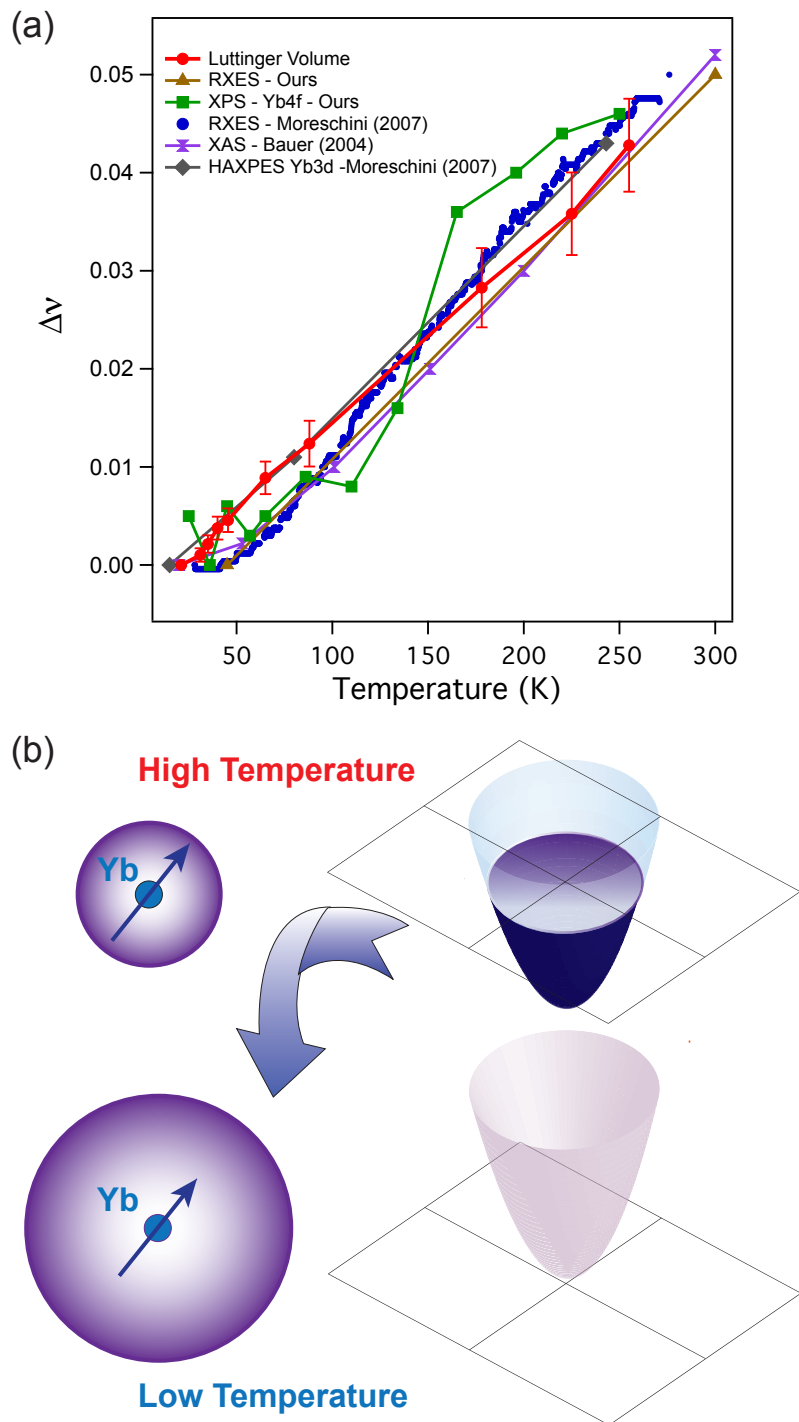 (a)
Luttinger Volume
RXES - Ours
XPS - Yb4f - Ours
RXES - Moreschini (2007)
XAS - Bauer (2004)
HAXPES Yb3d -Moreschini (2007)
0.05
0.04
0.03
0.02
0.01
0.00
Δν
50 100 150 200 250 300
Temperature (K)
(b)
High Temperature
Yb
Yb
Low Temperature